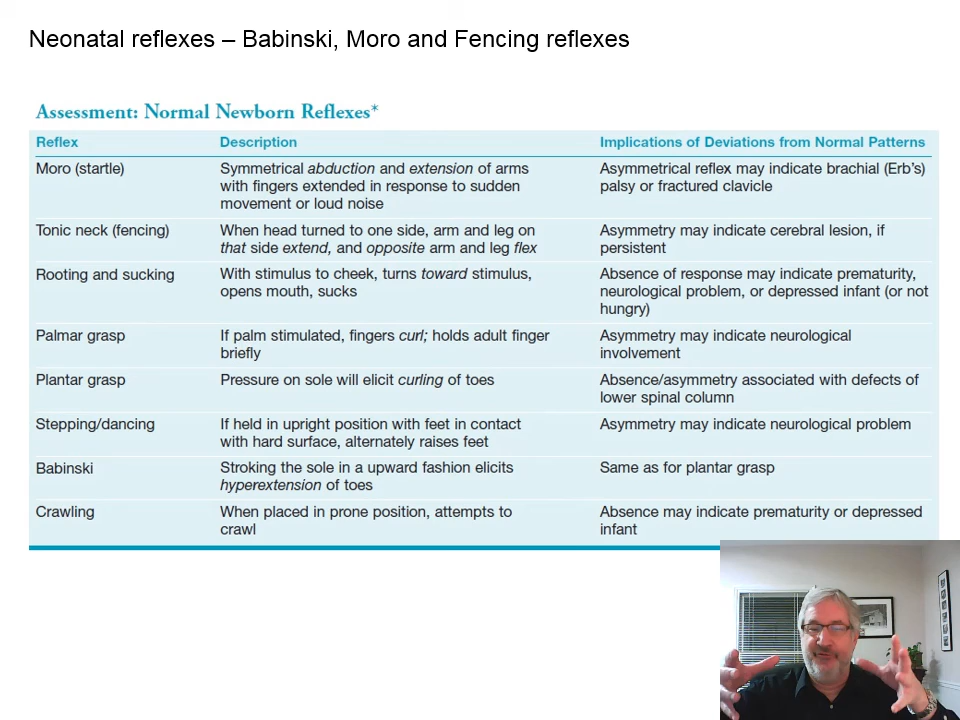 Neonatal reflexes – Babinski, Moro and Fencing reflexes
Assessment: Normal Newborn Reflexes*
Reflex Description Implications of Deviations from Normal Patterns
Moro (startle) Symmetrical abduction and extension of arms Asymmetrical reflex may indicate brachial (Erb's)
with fingers extended in response to sudden palsy or fractured clavicle
movement or loud noise
Tonic neck (fencing) When head turned to one side, arm and leg on Asymmetry may indicate cerebral lesion, if
that side extend, and opposite arm and leg flex persistent
Rooting and sucking With stimulus to cheek, turns toward stimulus, Absence of response may indicate prematurity,
opens mouth, sucks neurological problem, or depressed infant (or not
hungry)
Palmar grasp If palm stimulated, fingers curl; holds adult finger Asymmetry may indicate neurological
briefly involvement
Plantar grasp Pressure on sole will elicit curling of toes Absence/asymmetry associated with defects of
lower spinal column
Stepping/dancing If held in upright position with feet in contact Asymmetry may indicate neurological problem
with hard surface, alternately raises feet
Babinski Stroking the sole in a upward fashion elicits Same as for plantar grasp
hyperextension of toes
Crawling When placed in prone position, attempts to Absence may indicate prematurity or depressed
crawl infant